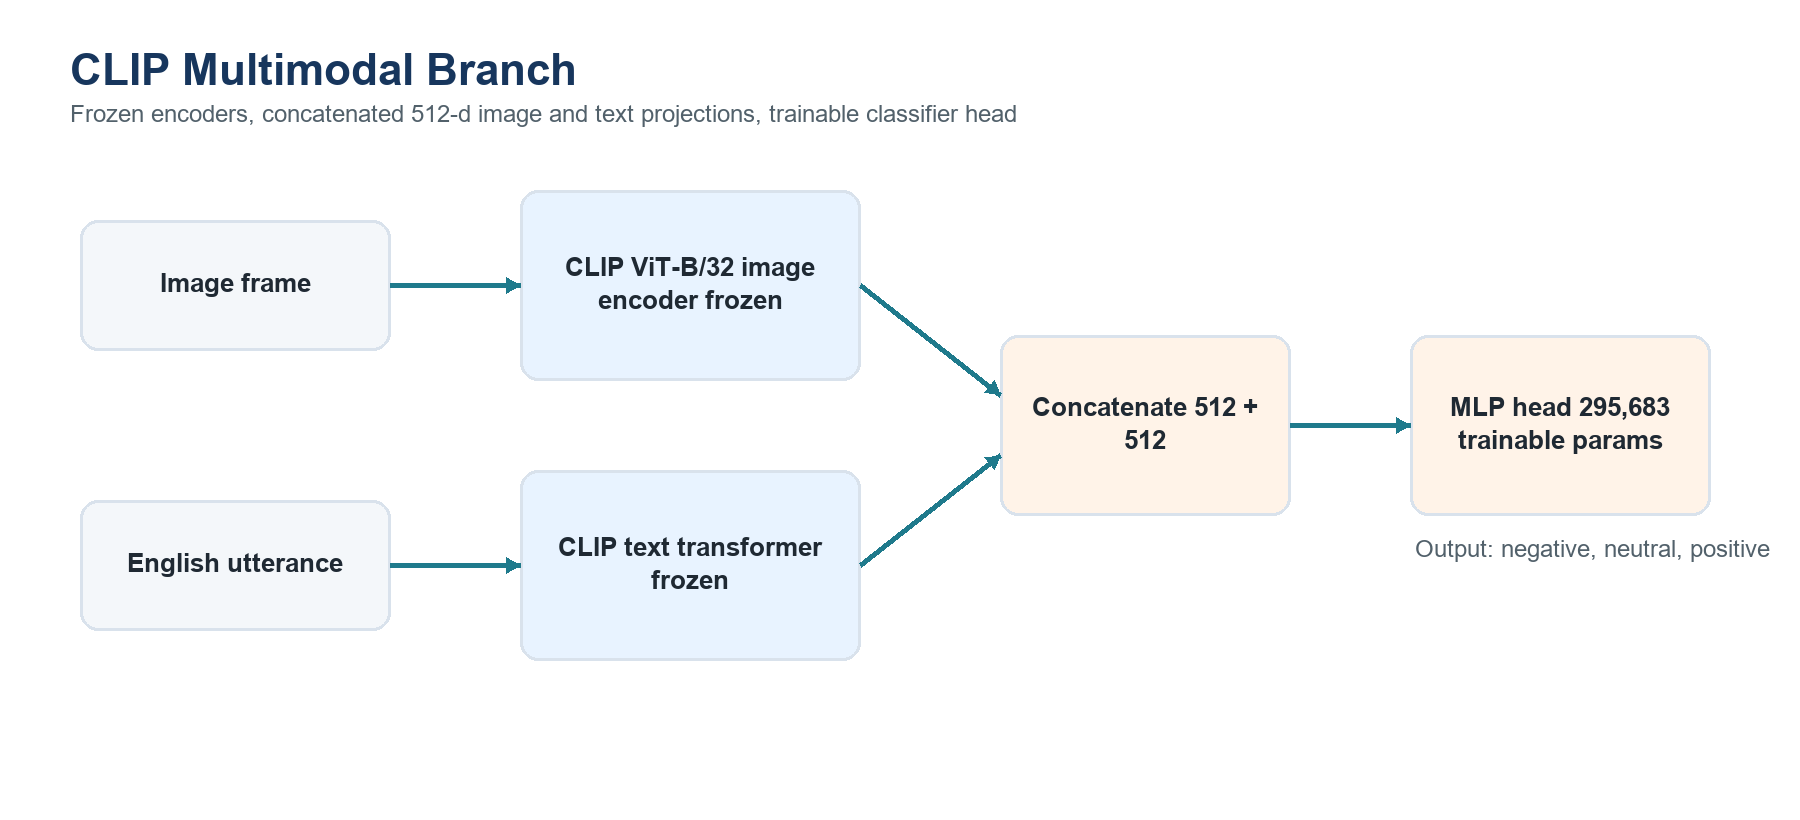 CLIP Multimodal Branch
Frozen encoders, concatenated 512-d image and text projections, trainable classifier head
Image frame
CLIP ViT-B/32 image
encoder frozen
English utterance
CLIP text transformer
frozen
Concatenate 512 +
512
MLP head 295,683
trainable params
Output: negative, neutral, positive